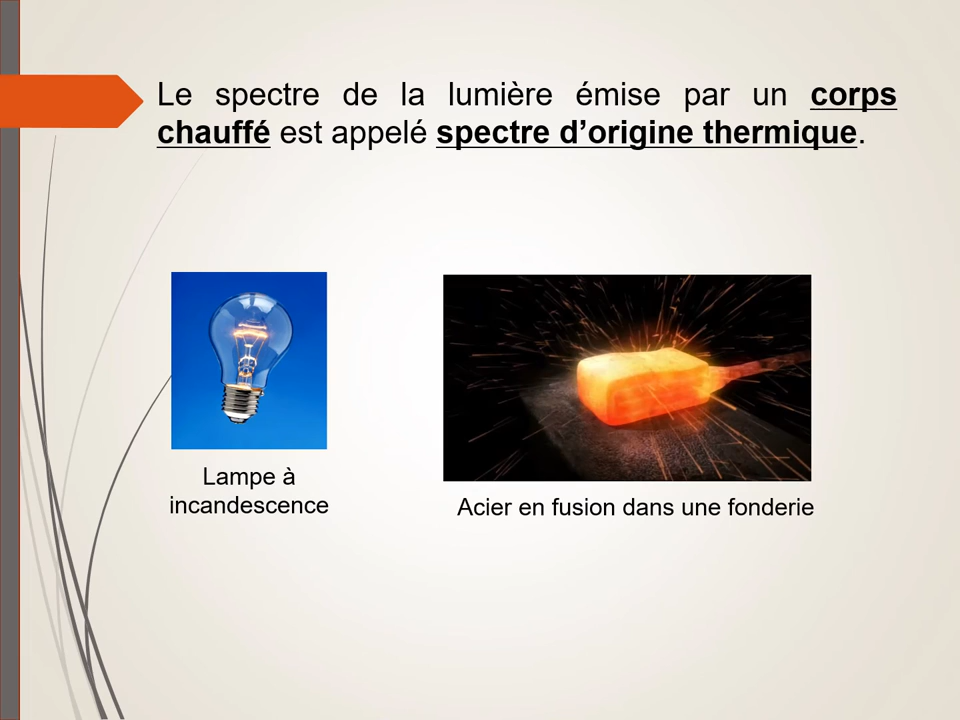 Le spectre de la lumière émise par un corps
chauffé est appelé spectre d’origine thermique.
Lampe à
incandescence
Acier en fusion dans une fonderie